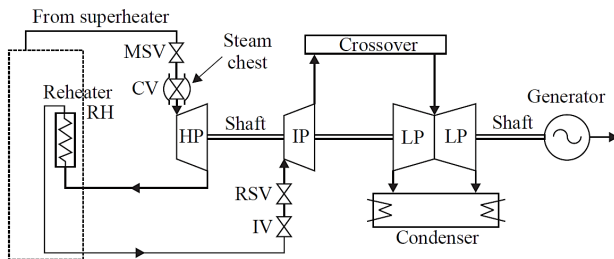 From superheater
MSV
Steam
chest
Crossover
Reheater
RH
CV
Generator
HP
Shaft
IP
LP
LP
Shaft
RSV
IV
Condenser